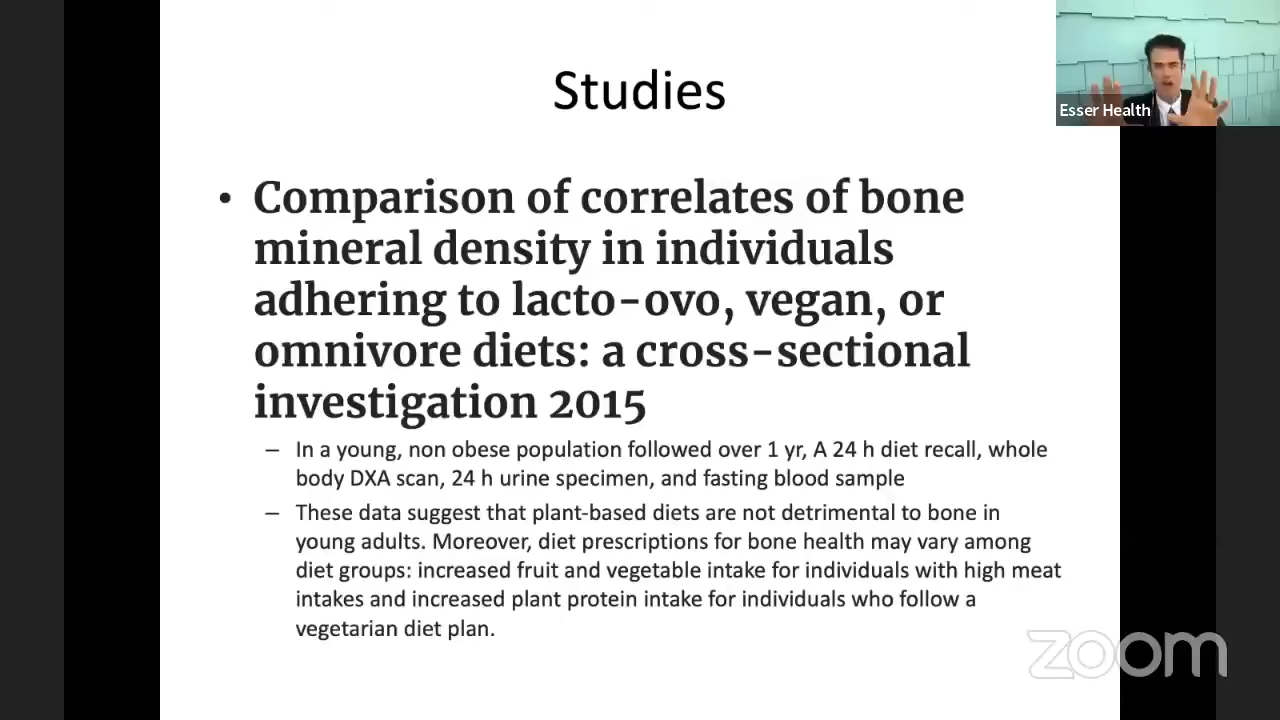 Studies
Esser Health
• Comparison of correlates of bone
mineral density in individuals
adhering to lacto-ovo, vegan, or
omnivore diets: a cross-sectional
investigation 2015
– In a young, non obese population followed over 1 yr, A 24 h diet recall, whole
body DXA scan, 24 h urine specimen, and fasting blood sample
– These data suggest that plant-based diets are not detrimental to bone in
young adults. Moreover, diet prescriptions for bone health may vary among
diet groups: increased fruit and vegetable intake for individuals with high meat
intakes and increased plant protein intake for individuals who follow a
vegetarian diet plan.
zoom